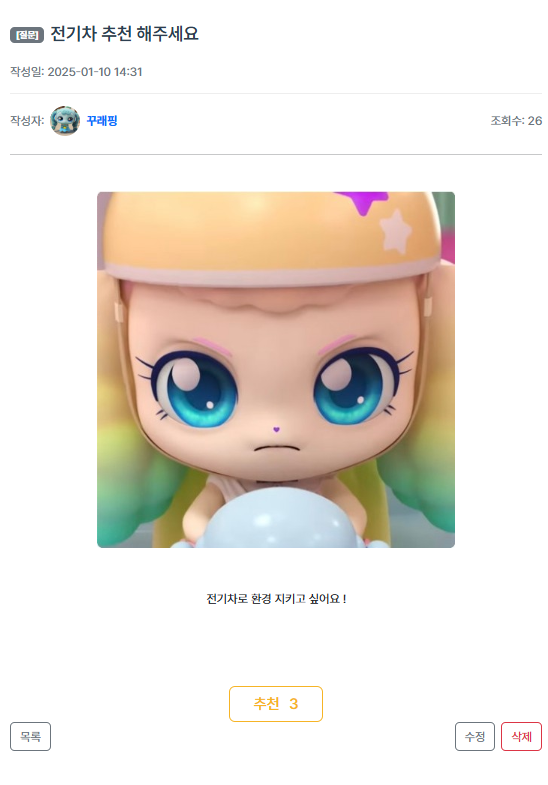 [질문] 전기차 추천 해주세요
작성일: 2025-01-10 14:31
작성자: 꾸래핑
조회수: 26
전기차로 환경 지키고 싶어요 !
추천 3
목록
수정 삭제